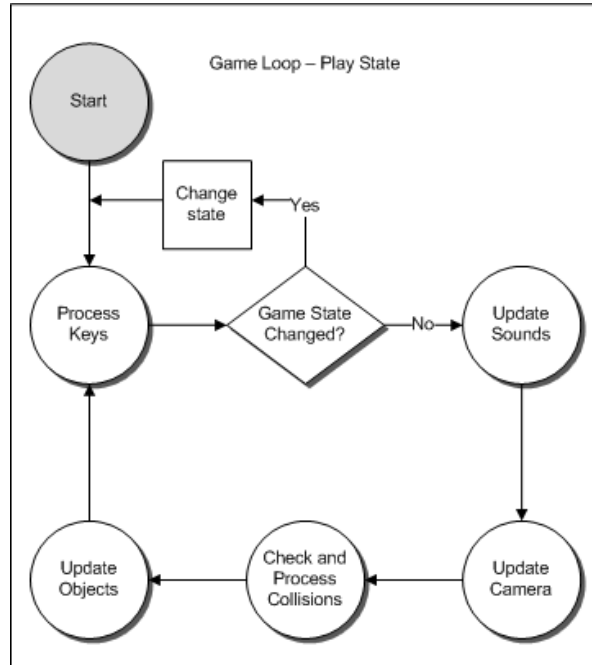 Game Loop – Play State
Start
Change
state
Yes
Process
Keys
Game State
Changed?
No
Update
Sounds
Update
Objects
Check and
Process
Collisions
Update
Camera